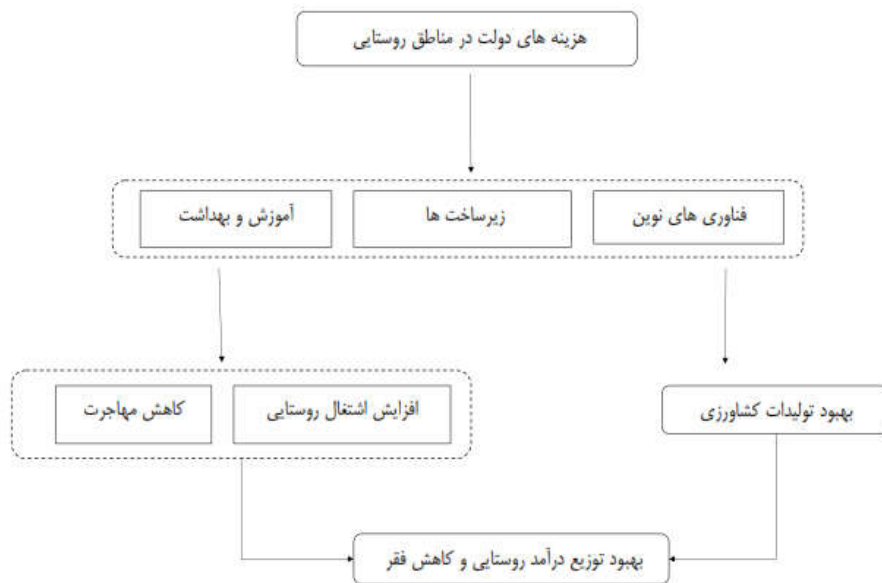 هزینه های دولت در مناطق روستایی
فناوری های نوین
زیرساخت ها
آموزش و بهداشت
بهبود تولیدات کشاورزی
افزایش اشتغال روستایی
کاهش مهاجرت
بهبود توزیع درآمد روستایی و کاهش فقر